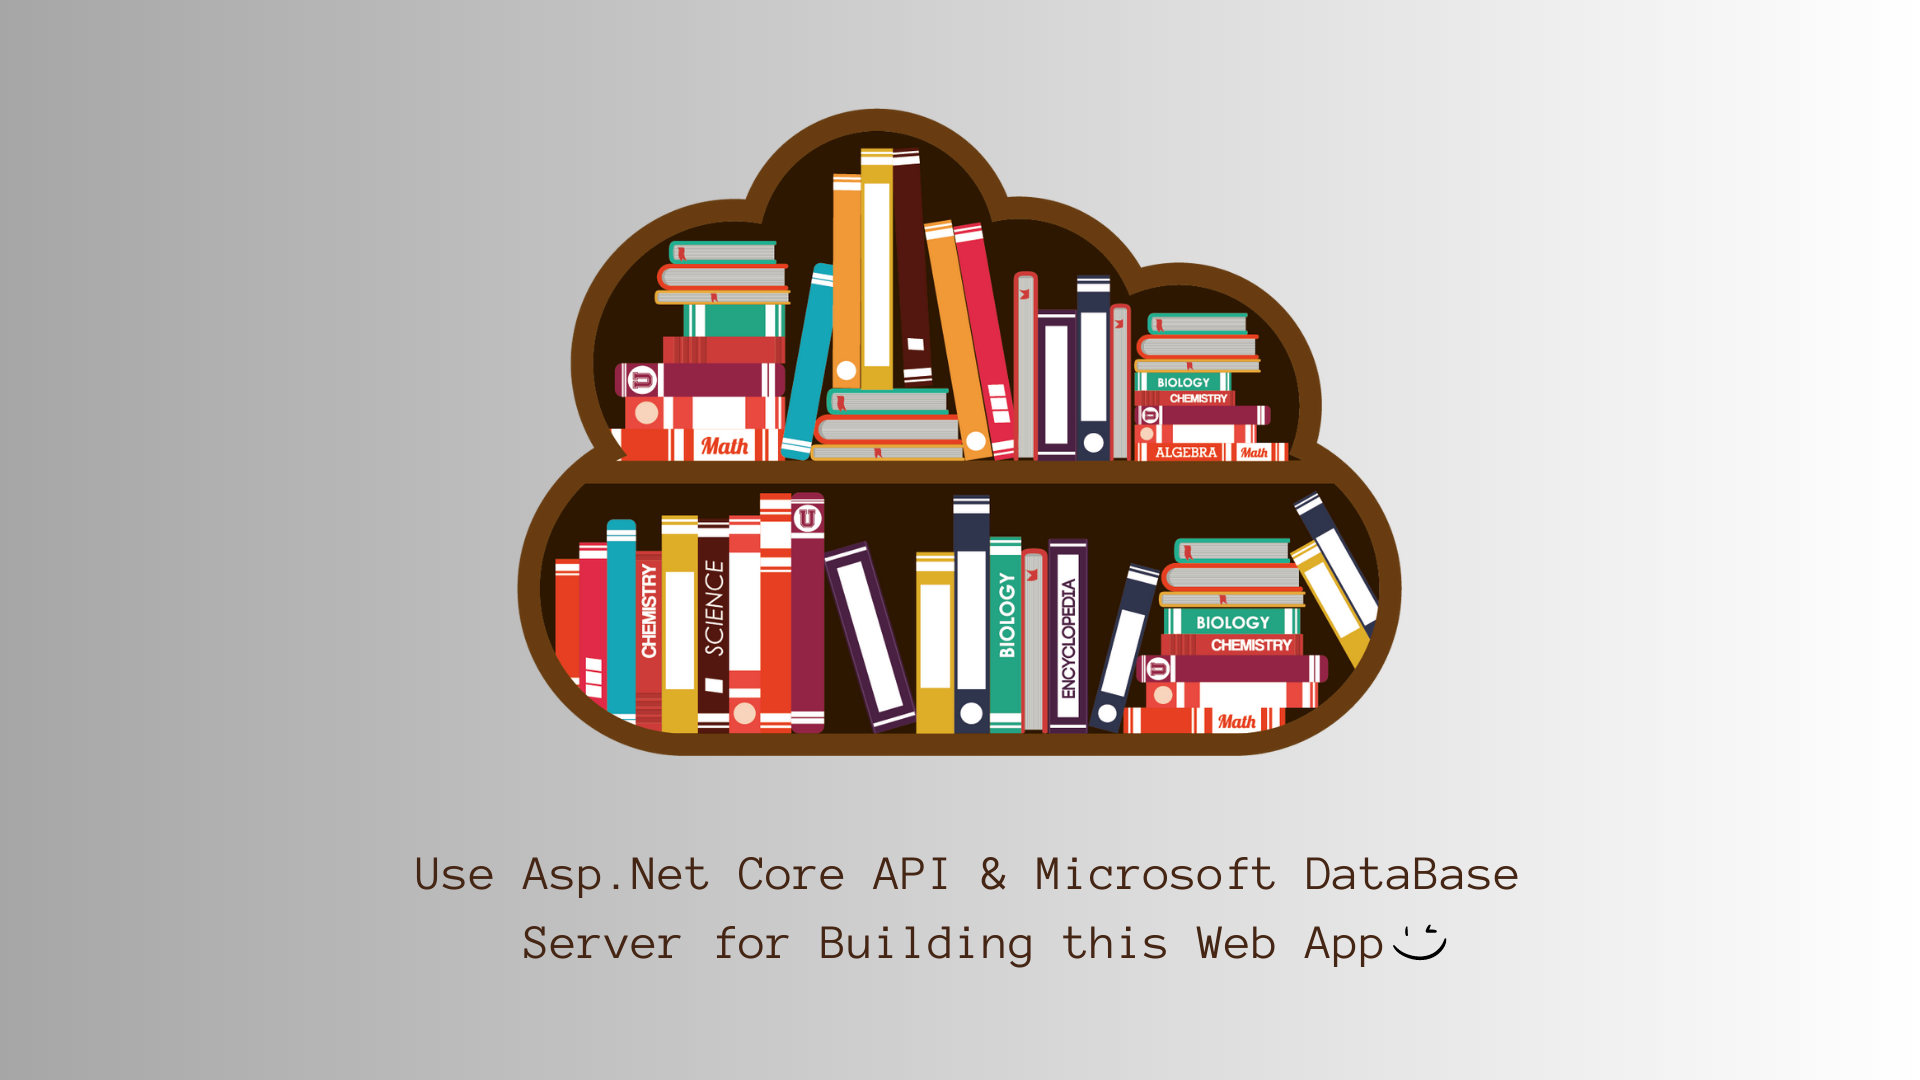 U
Math
BIOLOGY
CHEMISTRY
U
ALGEBRA Math
CHEMISTRY
SCIENCE
U
BIOLOGY
ENCYCLOPEDIA
BIOLOGY
CHEMISTRY
U
Math
Use Asp.Net Core API & Microsoft DataBase
Server for Building this Web App